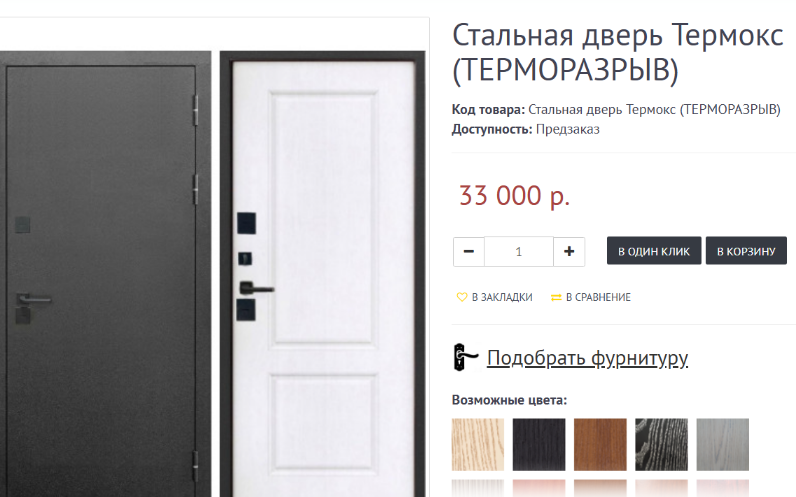 Стальная дверь Термокс
(ТЕРМОРАЗРЫВ)
Код товара: Стальная дверь Термокс (ТЕРМОРАЗРЫВ)
Доступность: Предзаказ
33 000 р.
− 1 + В ОДИН КЛИК В КОРЗИНУ
В ЗАКЛАДКИ В СРАВНЕНИЕ
Подобрать фурнитуру
Возможные цвета: